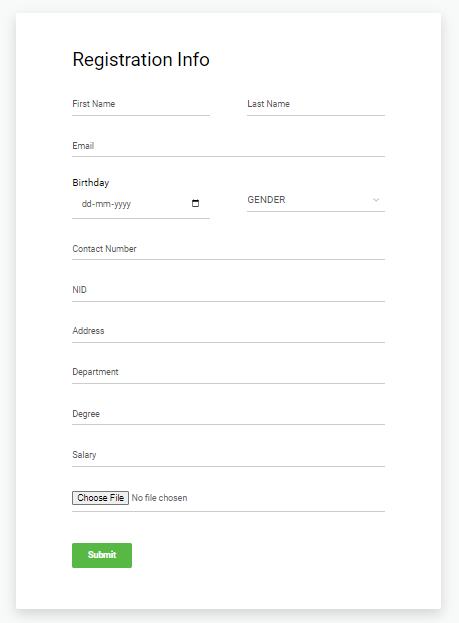 Registration Info
First Name
Last Name
Email
Birthday
dd-mm-yyyy
GENDER
Contact Number
NID
Address
Department
Degree
Salary
Choose File No file chosen
Submit